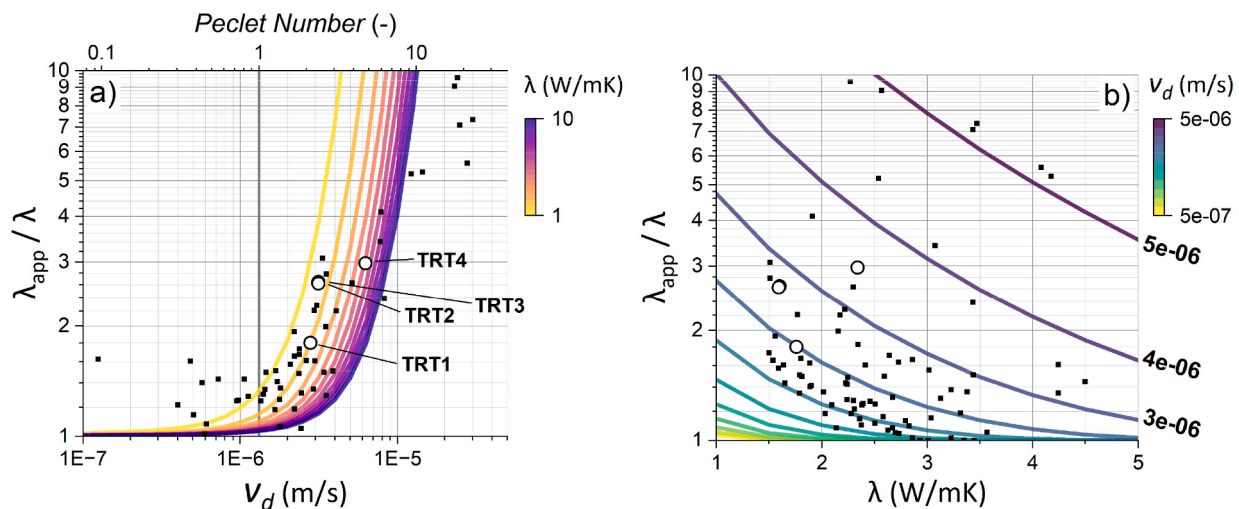 Peclet Number (-)
0.1 1 10
10
9
8
7
6
5
4
3
2
1
a)
λ (W/mK)
10
1
TRT4
TRT3
TRT2
TRT1
λapp / λ
1E-7 1E-6 1E-5
vd (m/s)
10
9
8
7
6
5
4
3
2
1
b)
vd (m/s)
5e-06
5e-07
5e-06
4e-06
3e-06
λapp / λ
1 2 3 4 5
λ (W/mK)